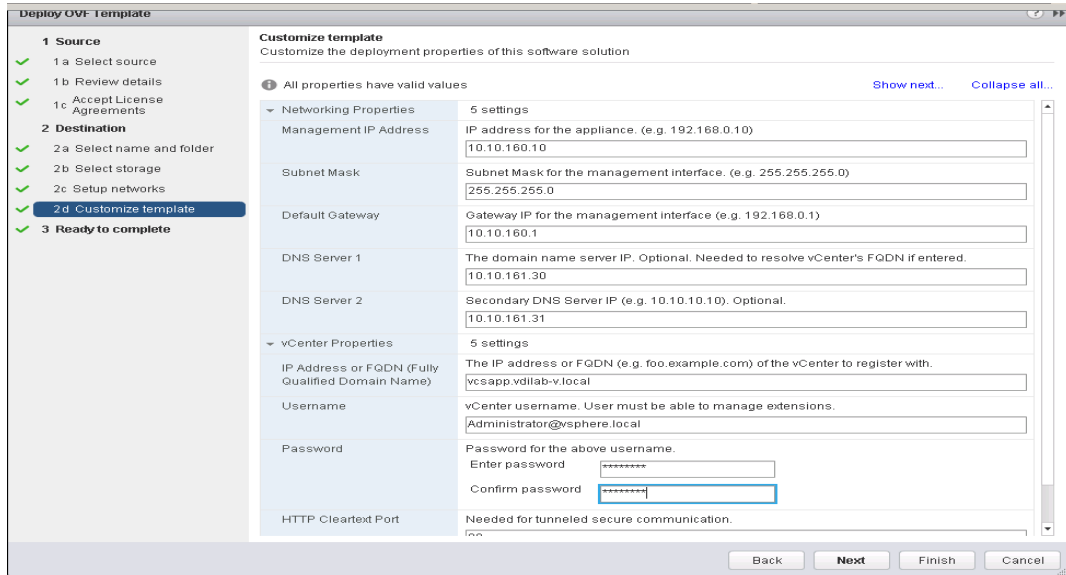 Deploy OVF Template
1 Source
1a Select source
1b Review details
1c Accept License Agreements
2 Destination
2a Select name and folder
2b Select storage
2c Setup networks
2d Customize template
3 Ready to complete
Customize template
Customize the deployment properties of this software solution
All properties have valid values
Show next...
Collapse all...
Networking Properties
5 settings
Management IP Address
IP address for the appliance. (e.g. 192.168.0.10)
10.10.160.10
Subnet Mask
Subnet Mask for the management interface. (e.g. 255.255.255.0)
255.255.255.0
Default Gateway
Gateway IP for the management interface (e.g. 192.168.0.1)
10.10.160.1
DNS Server 1
The domain name server IP. Optional. Needed to resolve vCenter's FQDN if entered.
10.10.161.30
DNS Server 2
Secondary DNS Server IP (e.g. 10.10.10.10). Optional.
10.10.161.31
vCenter Properties
5 settings
IP Address or FQDN (Fully
Qualified Domain Name)
The IP address or FQDN (e.g. foo.example.com) of the vCenter to register with.
vcsapp.vdilab-v.local
Username
vCenter username. User must be able to manage extensions.
Administrator@vsphere.local
Password
Password for the above username.
Enter password
********
Confirm password
********
HTTP Cleartext Port
Needed for tunneled secure communication.
Back
Next
Finish
Cancel